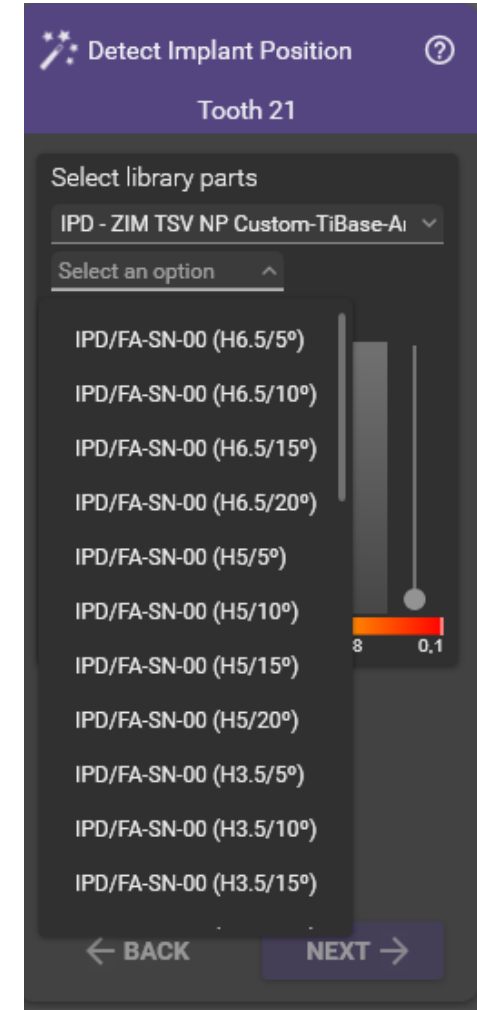 Detect Implant Position
Tooth 21
Select library parts
IPD - ZIM TSV NP Custom-TiBase-A
Select an option
IPD/FA-SN-00 (H6.5/5º)
IPD/FA-SN-00 (H6.5/10º)
IPD/FA-SN-00 (H6.5/15º)
IPD/FA-SN-00 (H6.5/20º)
IPD/FA-SN-00 (H5/5º)
IPD/FA-SN-00 (H5/10º)
IPD/FA-SN-00 (H5/15º)
IPD/FA-SN-00 (H5/20º)
IPD/FA-SN-00 (H3.5/5º)
IPD/FA-SN-00 (H3.5/10º)
IPD/FA-SN-00 (H3.5/15º)
8 0,1
BACK NEXT